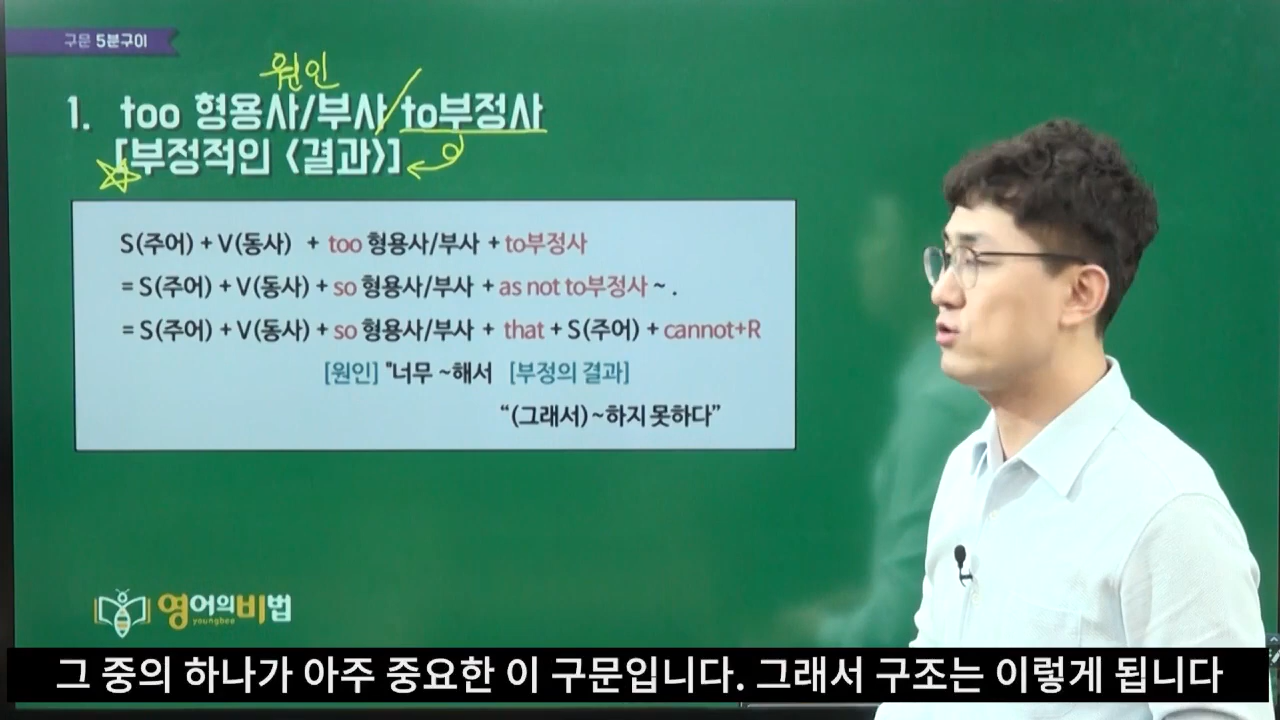 구문 5분구이
원인
1. too 형용사/부사/to부정사
[부정적인 <결과>]
S(주어) + V(동사) + too 형용사/부사 + to부정사
= S(주어) + V(동사) + so 형용사/부사 + as not to부정사 ~ .
= S(주어) + V(동사) + so 형용사/부사 + that + S(주어) + cannot+R
[원인] "너무 ~해서 [부정의 결과]
“(그래서) ~하지 못하다”
영어의비법
youngbee
그 중의 하나가 아주 중요한 이 구문입니다. 그래서 구조는 이렇게 됩니다